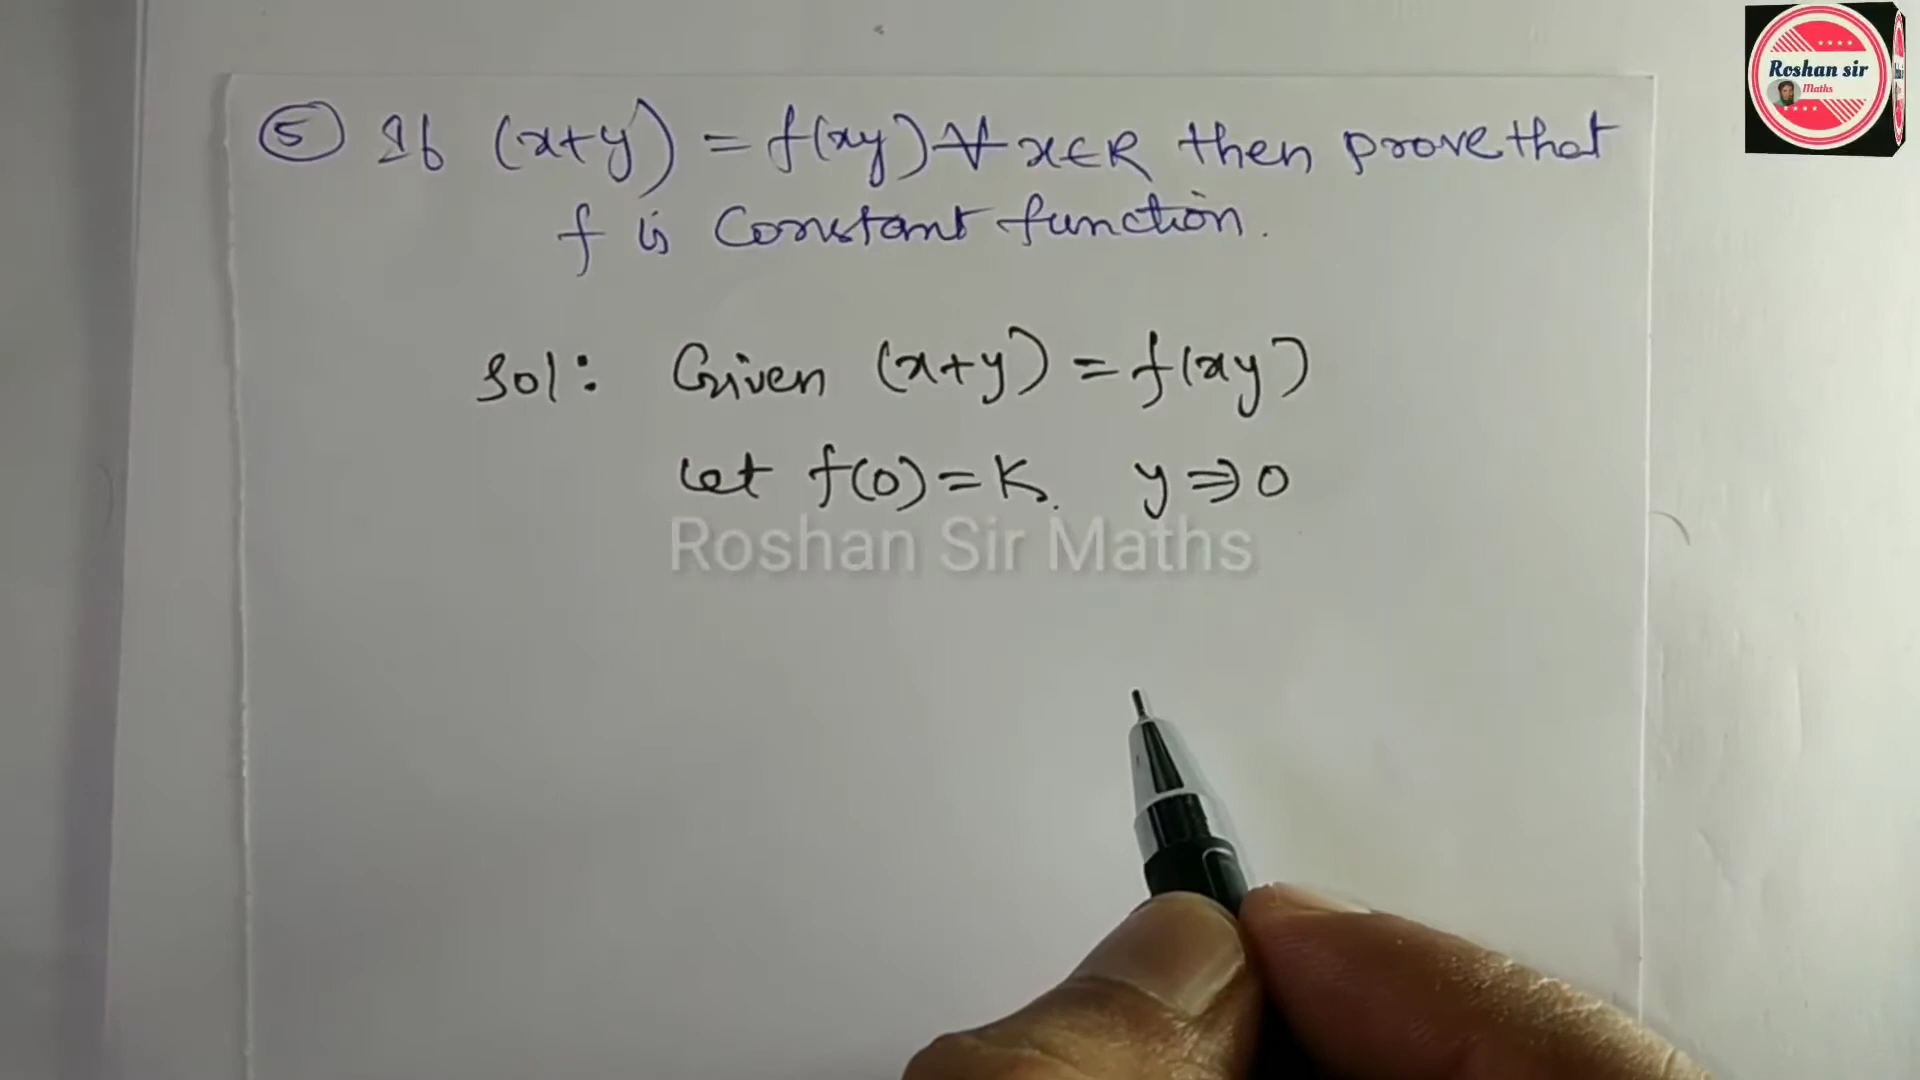 Roshan sir
Maths
⑤ If (x+y) = f(xy) ∀ x∈R then prove that
f is constant function.
Sol: Given (x+y) = f(xy)
Let f(0) = K. y ⇒ 0
Roshan Sir Maths